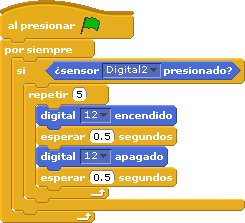 al presionar
por siempre
si ¿sensor Digital2 presionado?
repetir 5
digital 12 encendido
esperar 0.5 segundos
digital 12 apagado
esperar 0.5 segundos